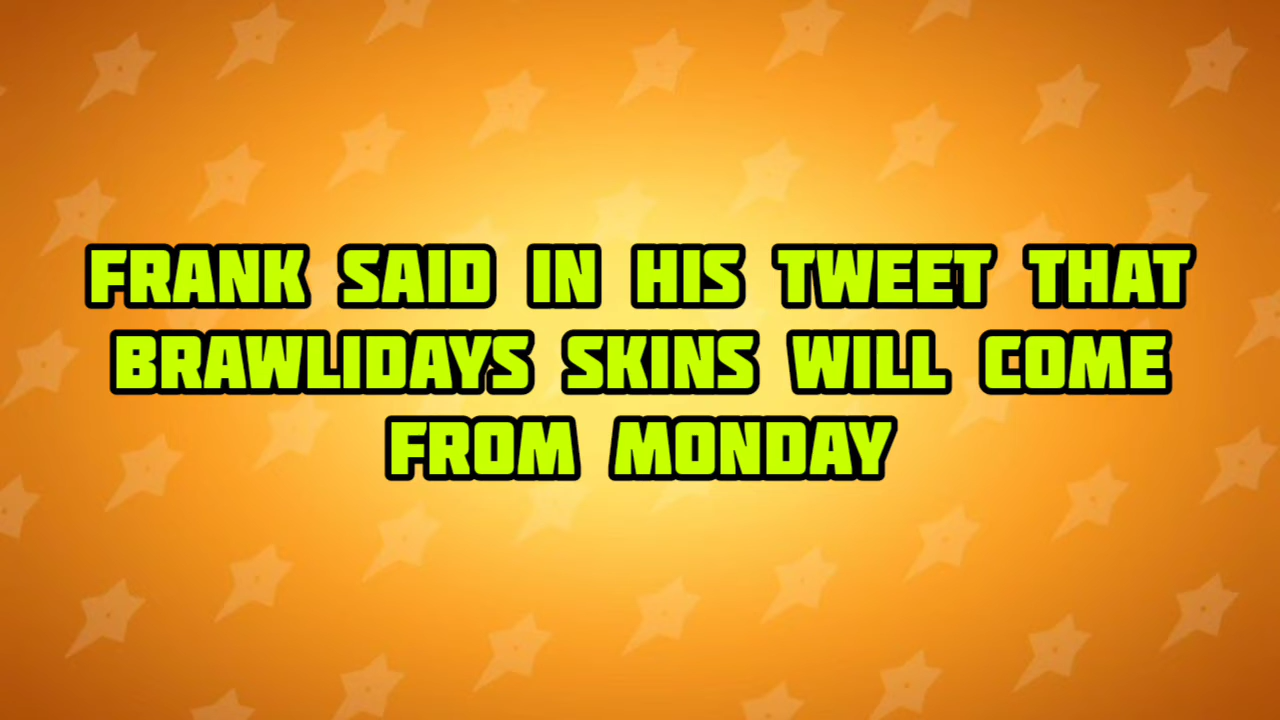 FRANK SAID IN HIS TWEET THAT
BRAWLIDAYS SKINS WILL COME
FROM MONDAY